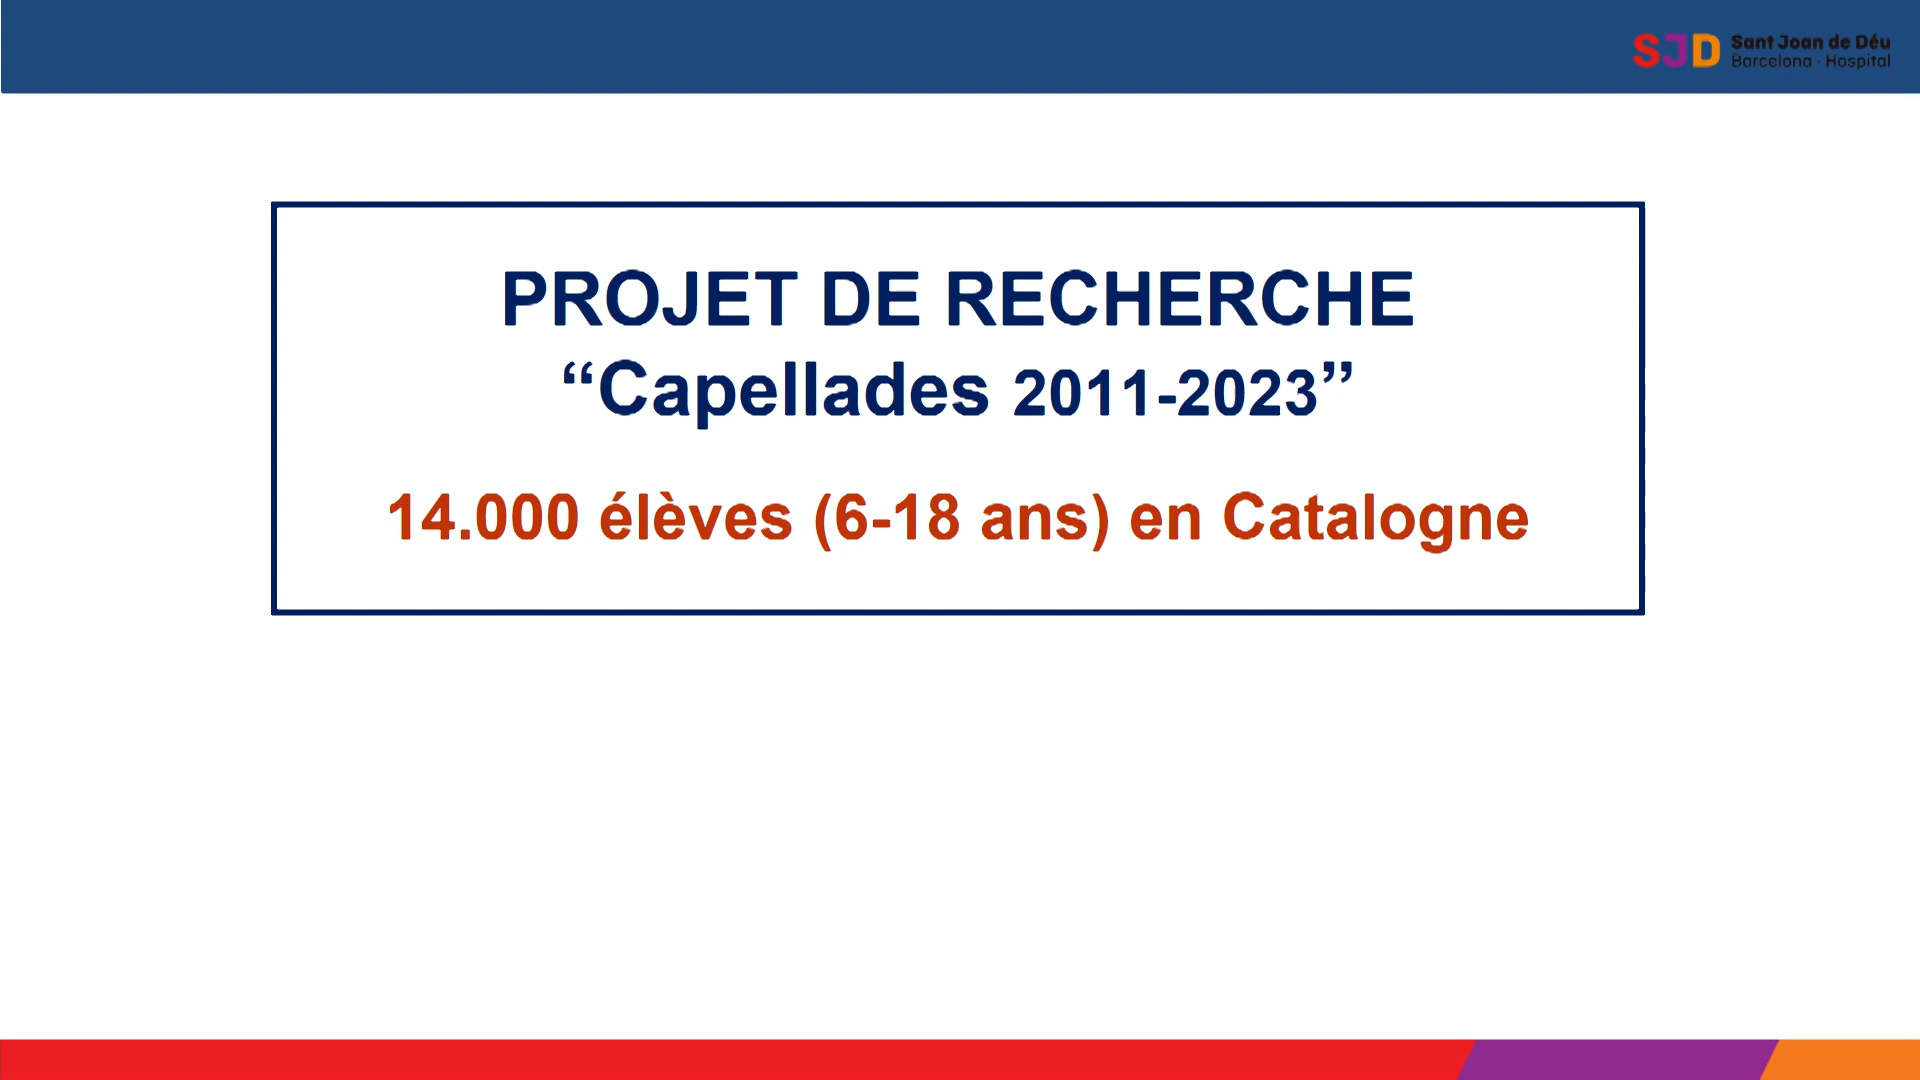 SJD Sant Joan de Déu
Barcelona · Hospital
PROJET DE RECHERCHE
“Capellades 2011-2023”
14.000 élèves (6-18 ans) en Catalogne